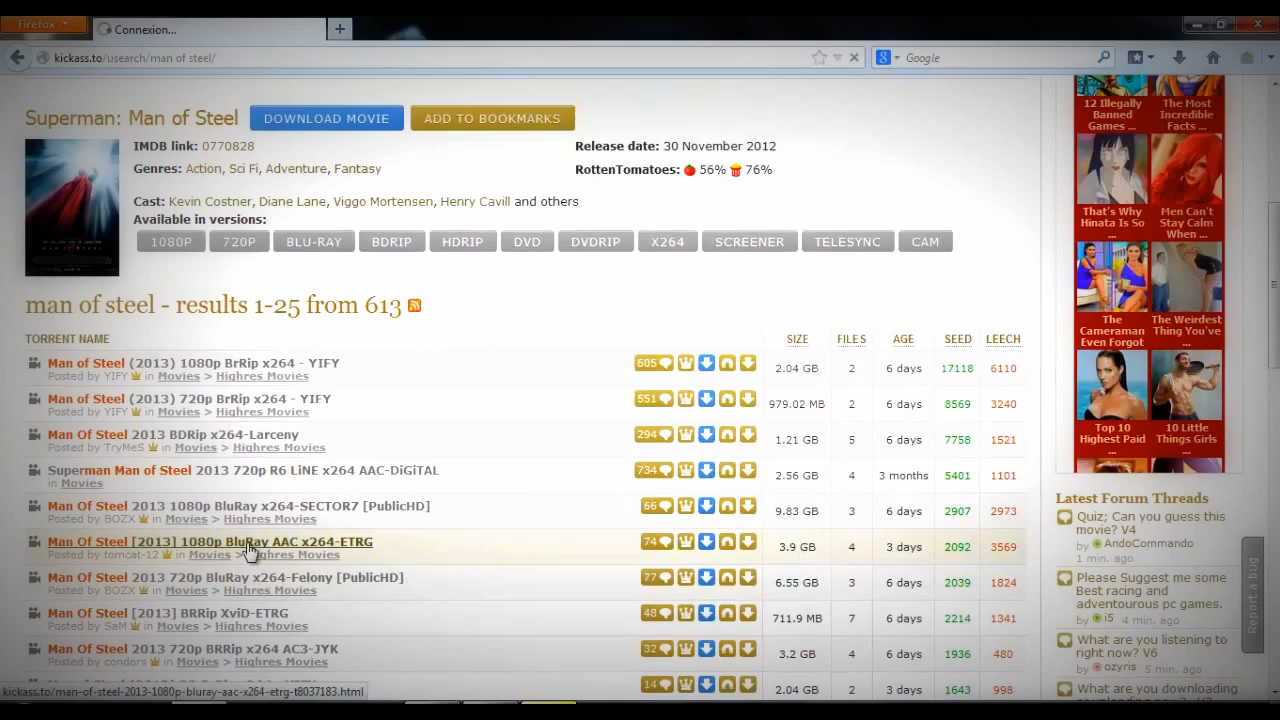 Firefox
Connexion...
kickass.to/usearch/man of steel/
Google
Superman: Man of Steel
DOWNLOAD MOVIE
ADD TO BOOKMARKS
IMDB link: 0770828
Release date: 30 November 2012
Genres: Action, Sci Fi, Adventure, Fantasy
RottenTomatoes: 56% 76%
Cast: Kevin Costner, Diane Lane, Viggo Mortensen, Henry Cavill and others
Available in versions:
1080P 720P BLU-RAY BDRIP HDRIP DVD DVDRIP X264 SCREENER TELESYNC CAM
man of steel - results 1-25 from 613
TORRENT NAME SIZE FILES AGE SEED LEECH
Man of Steel (2013) 1080p BrRip x264 - YIFY 605 2.04 GB 2 6 days 17118 6110
Posted by YIFY in Movies > Highres Movies
Man of Steel (2013) 720p BrRip x264 - YIFY 551 979.02 MB 2 6 days 8569 3240
Posted by YIFY in Movies > Highres Movies
Man Of Steel 2013 BDRip x264-Larceny 294 1.21 GB 5 6 days 7758 1521
Posted by TryMeS in Movies > Highres Movies
Superman Man of Steel 2013 720p R6 LiNE x264 AAC-DiGiTAL 734 2.56 GB 4 3 months 5401 1101
in Movies
Man Of Steel 2013 1080p BluRay x264-SECTOR7 [PublicHD] 66 9.83 GB 3 6 days 2907 2973
Posted by BOZX in Movies > Highres Movies
Man Of Steel [2013] 1080p BluRay AAC x264-ETRG 74 3.9 GB 4 3 days 2092 3569
Posted by tomcat-12 in Movies > Highres Movies
Man Of Steel 2013 720p BluRay x264-Felony [PublicHD] 77 6.55 GB 3 6 days 2039 1824
Posted by BOZX in Movies > Highres Movies
Man Of Steel [2013] BRRip XviD-ETRG 48 711.9 MB 7 6 days 2214 1341
Posted by SaM in Movies > Highres Movies
Man Of Steel 2013 720p BRRip x264 AC3-JYK 32 3.2 GB 4 6 days 1936 480
Posted by condors in Movies > Highres Movies
14 2.04 GB 2 3 days 1643 998
kickass.to/man-of-steel-2013-1080p-bluray-aac-x264-etrg-t8037183.html
12 Illegally
Banned
Games ...
The Most
Incredible
Facts ...
That's Why
Hinata Is So
...
Men Can't
Stay Calm
When ...
The
Cameraman
Even Forgot
The Weirdest
Thing You've
...
Top 10
Highest Paid
...
10 Little
Things Girls
...
Latest Forum Threads
Quiz; Can you guess this
movie? V4
by AndoCommando
1 min. ago
Please Suggest me some
Best racing and
adventourous pc games.
by i5 4 min. ago
What are you listening to
right now? V6
by ozyris 5 min. ago
What are you downloading
Report a bug